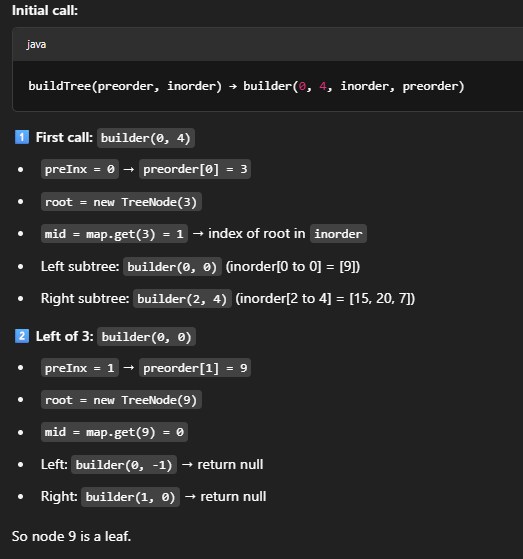 Initial call:
java
buildTree(preorder, inorder) → builder(0, 4, inorder, preorder)
1️⃣ First call: builder(0, 4)
• preInx = 0 → preorder[0] = 3
• root = new TreeNode(3)
• mid = map.get(3) = 1 → index of root in inorder
• Left subtree: builder(0, 0) (inorder[0 to 0] = [9])
• Right subtree: builder(2, 4) (inorder[2 to 4] = [15, 20, 7])
2️⃣ Left of 3: builder(0, 0)
• preInx = 1 → preorder[1] = 9
• root = new TreeNode(9)
• mid = map.get(9) = 0
• Left: builder(0, -1) → return null
• Right: builder(1, 0) → return null
So node 9 is a leaf.